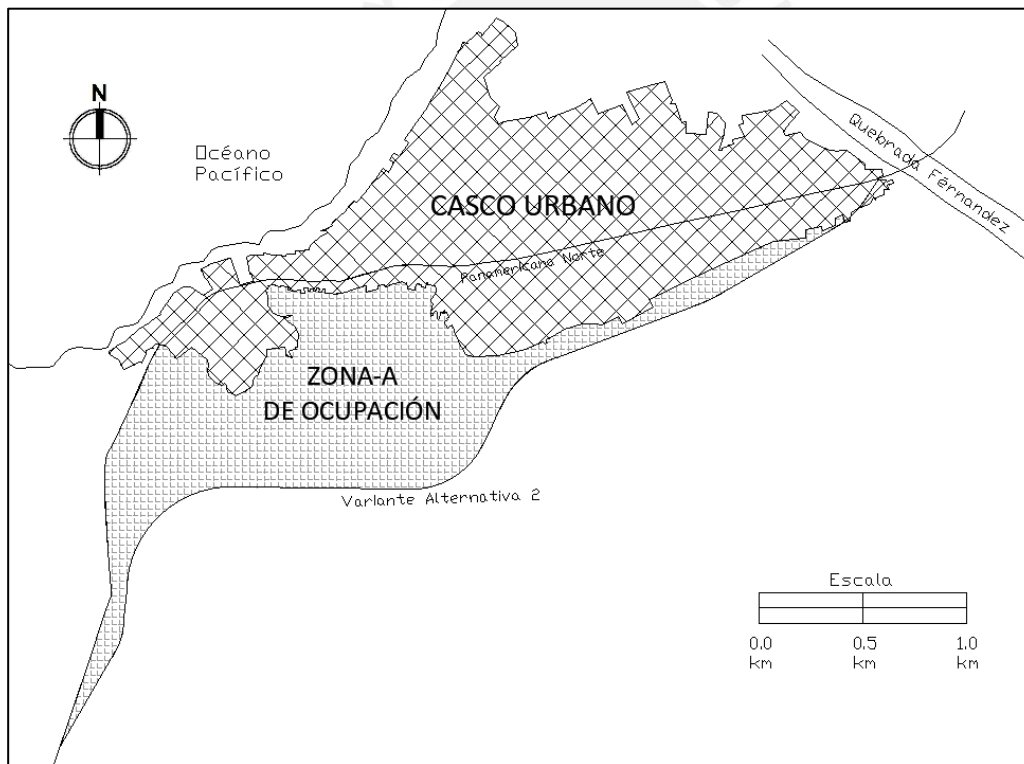 N
Océano
Pacífico
Quebrada Férnandez
CASCO URBANO
Panamericana Norte
ZONA-A
DE OCUPACIÓN
Variante Alternativa 2
Escala
0.0 0.5 1.0
km km km